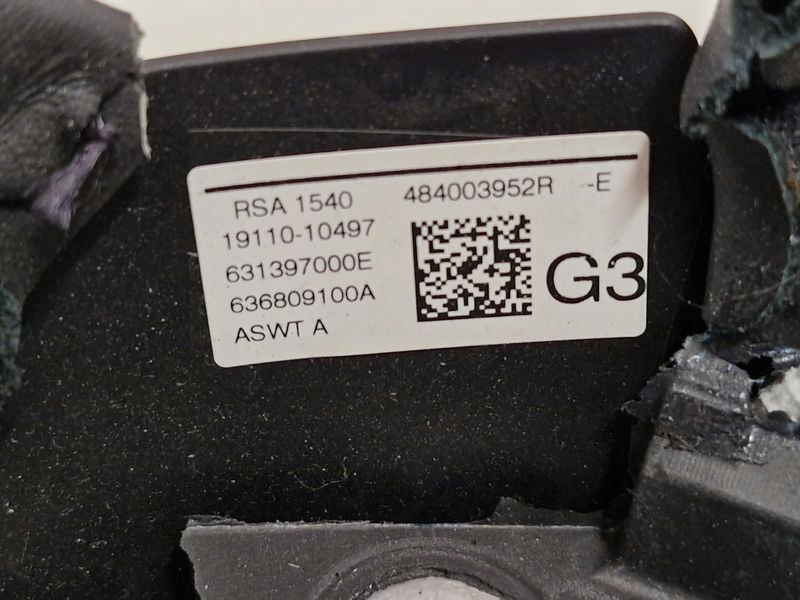 RSA 1540 484003952R -E
19110-10497
631397000E
636809100A
ASWT A
G3